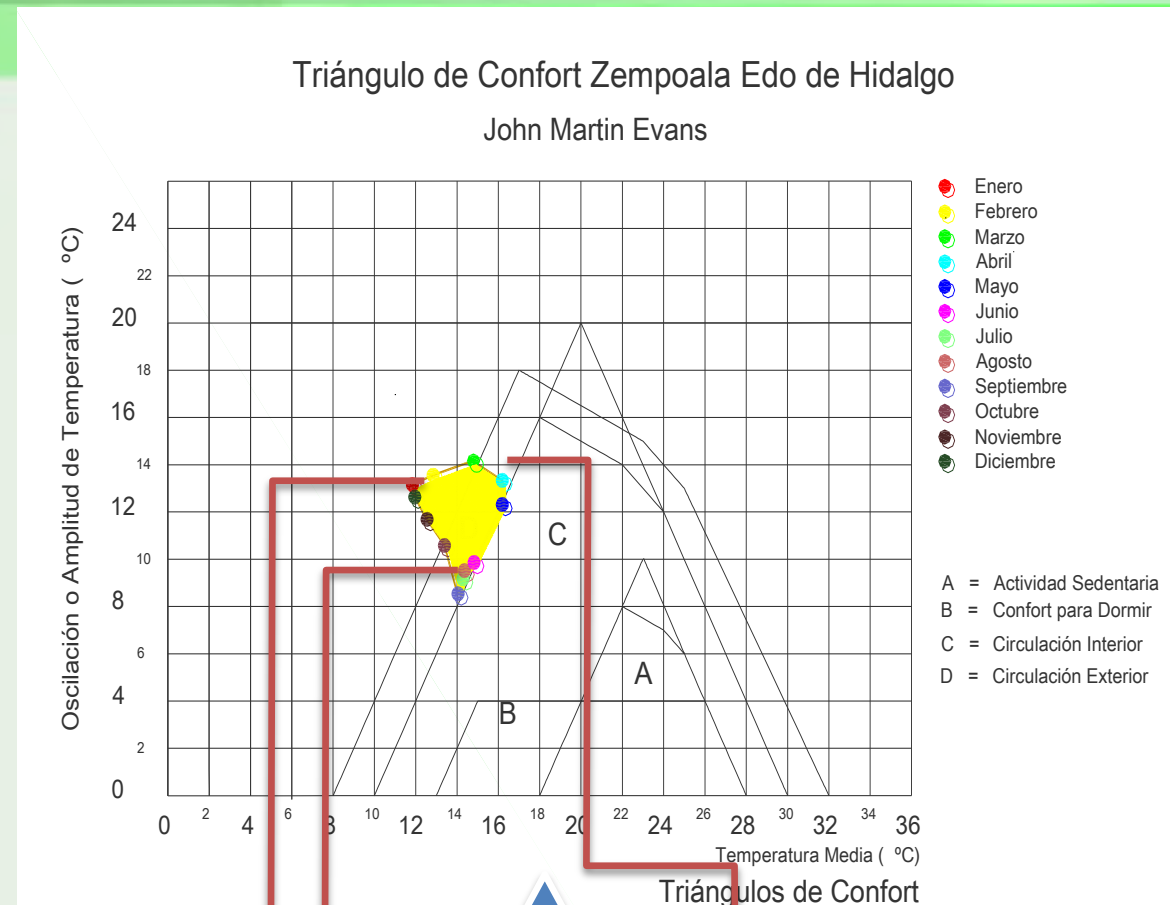 Triángulo de Confort Zempoala Edo de Hidalgo
John Martin Evans
Oscilación o Amplitud de Temperatura ( ºC)
24
22
20
18
16
14
12
10
8
6
4
2
0
0 2 4 6 8 10 12 14 16 18 20 22 24 26 28 30 32 34 36
Temperatura Media ( ºC)
Triángulos de Confort
C
A
B
Enero
Febrero
Marzo
Abril
Mayo
Junio
Julio
Agosto
Septiembre
Octubre
Noviembre
Diciembre
A = Actividad Sedentaria
B = Confort para Dormir
C = Circulación Interior
D = Circulación Exterior